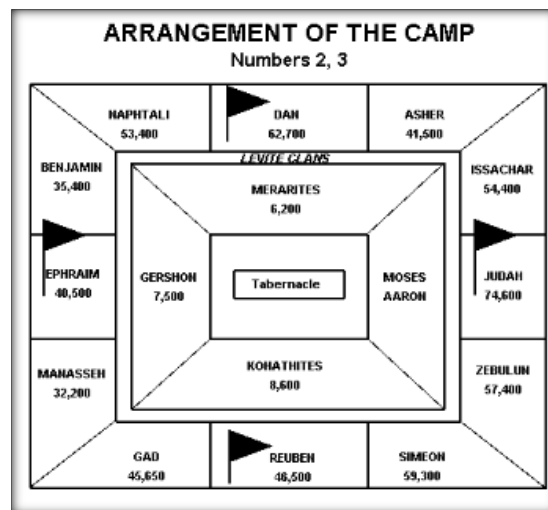 ARRANGEMENT OF THE CAMP
Numbers 2, 3
NAPHTALI
53,400
DAN
62,700
ASHER
41,500
BENJAMIN
35,400
LEVITE CLANS
ISSACHAR
54,400
MERARITES
6,200
EPHRAIM
40,500
GERSHON
7,500
Tabernacle
MOSES
AARON
JUDAH
74,600
MANASSEH
32,200
KOHATHITES
8,600
ZEBULUN
57,400
GAD
45,650
REUBEN
46,500
SIMEON
59,300